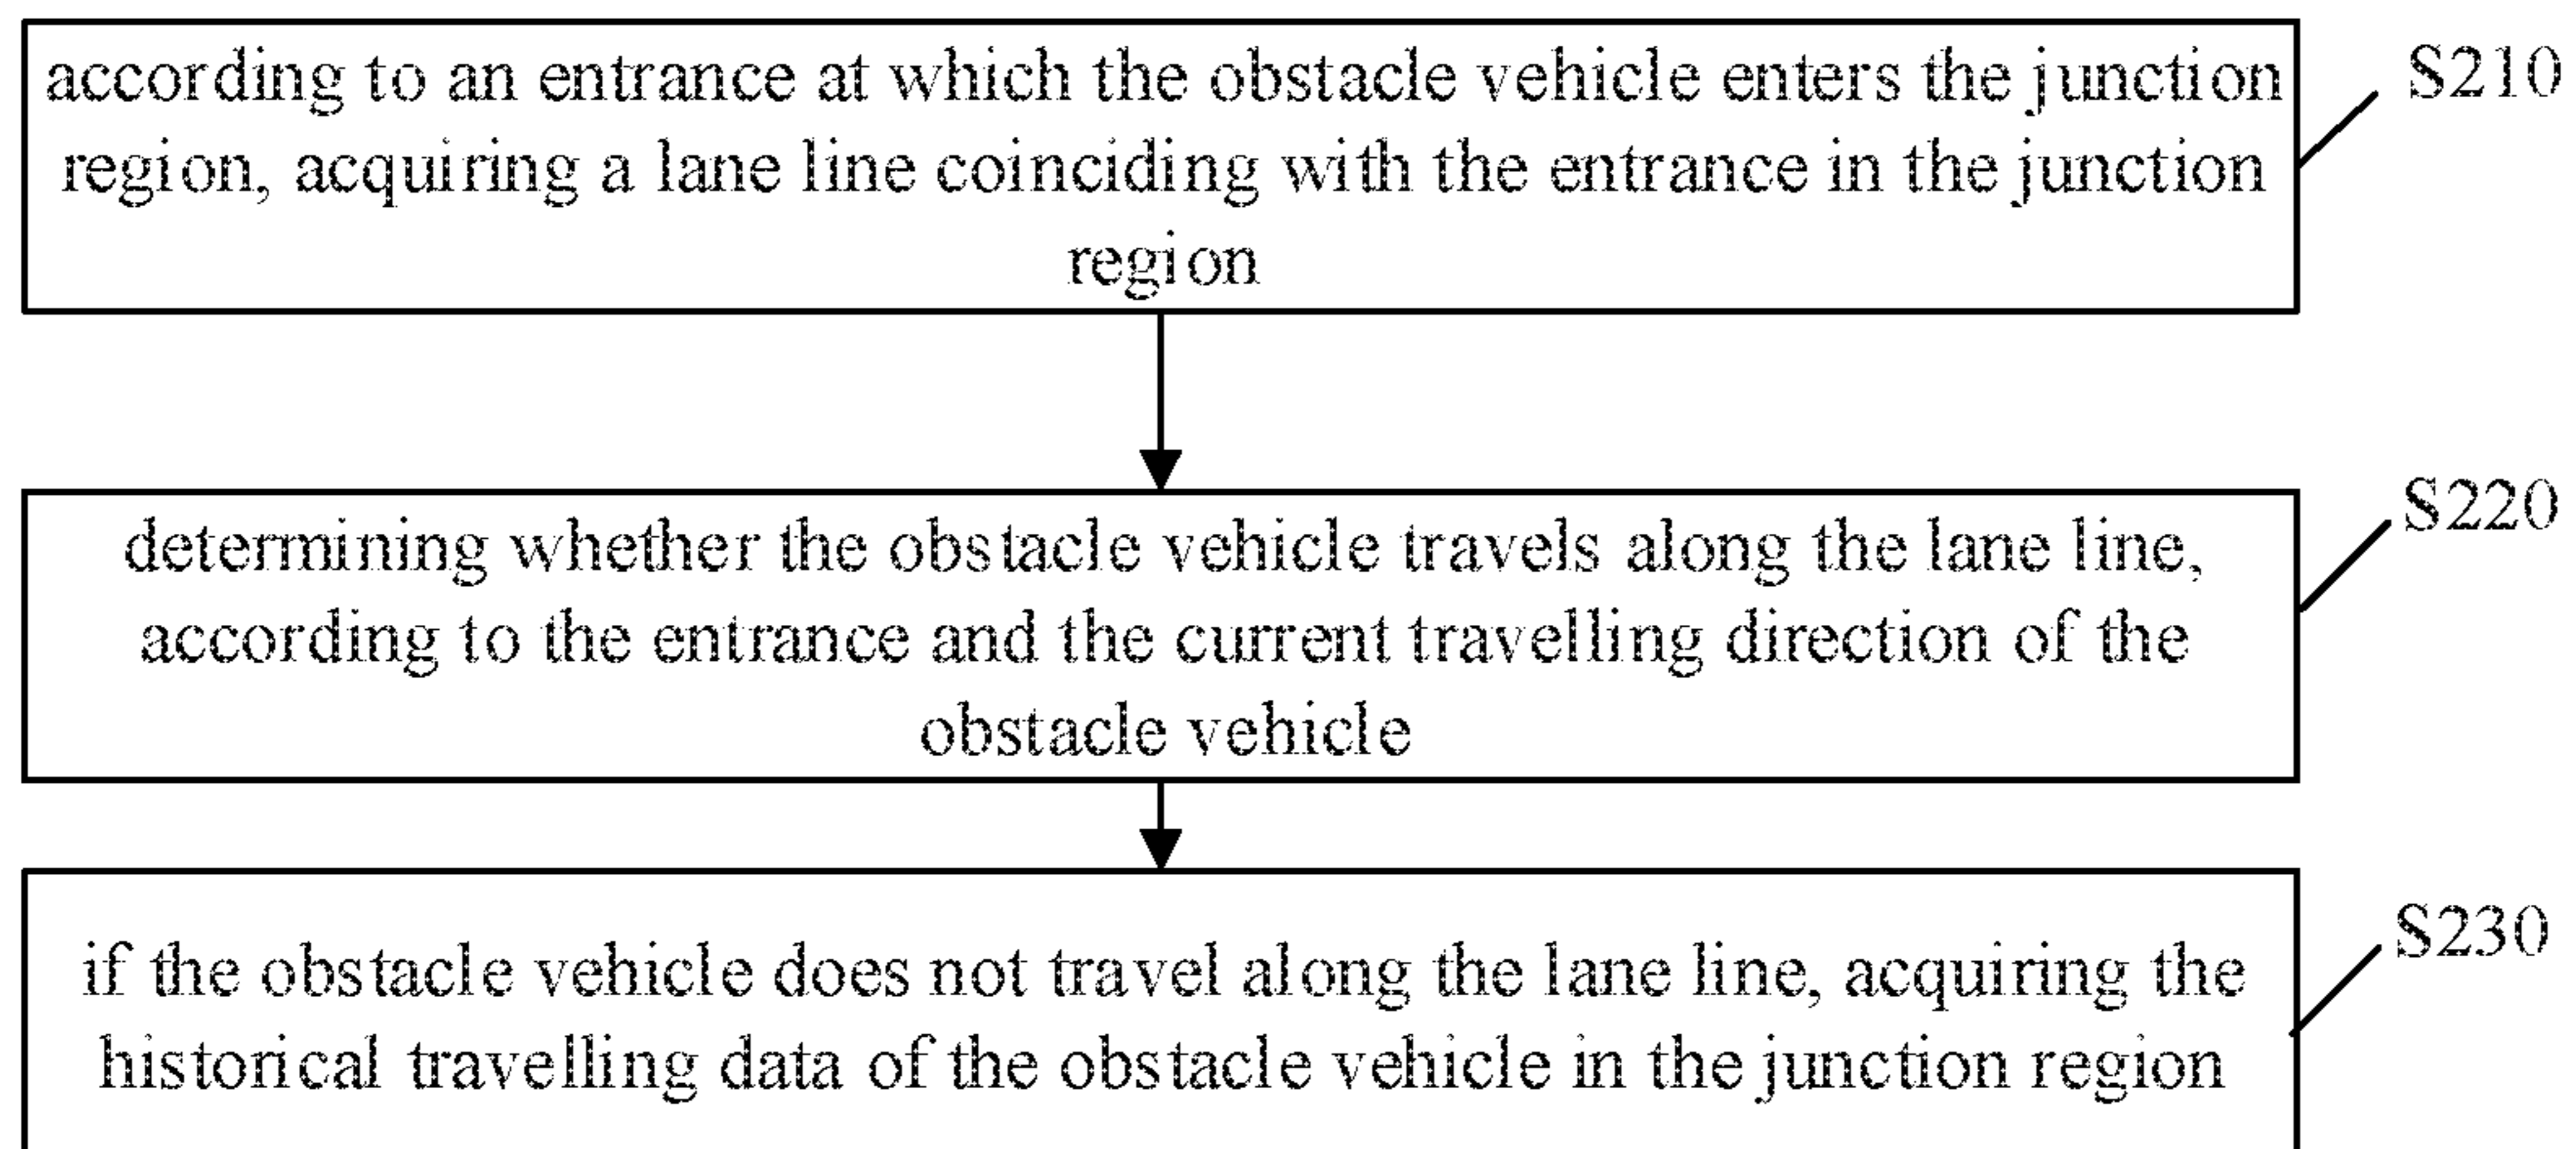 according to an entrance at which the obstacle vehicle enters the junction
region, acquiring a lane line coinciding with the entrance in the junction
region
S210
determining whether the obstacle vehicle travels along the lane line,
according to the entrance and the current travelling direction of the
obstacle vehicle
S220
if the obstacle vehicle does not travel along the lane line, acquiring the
historical travelling data of the obstacle vehicle in the junction region
S230